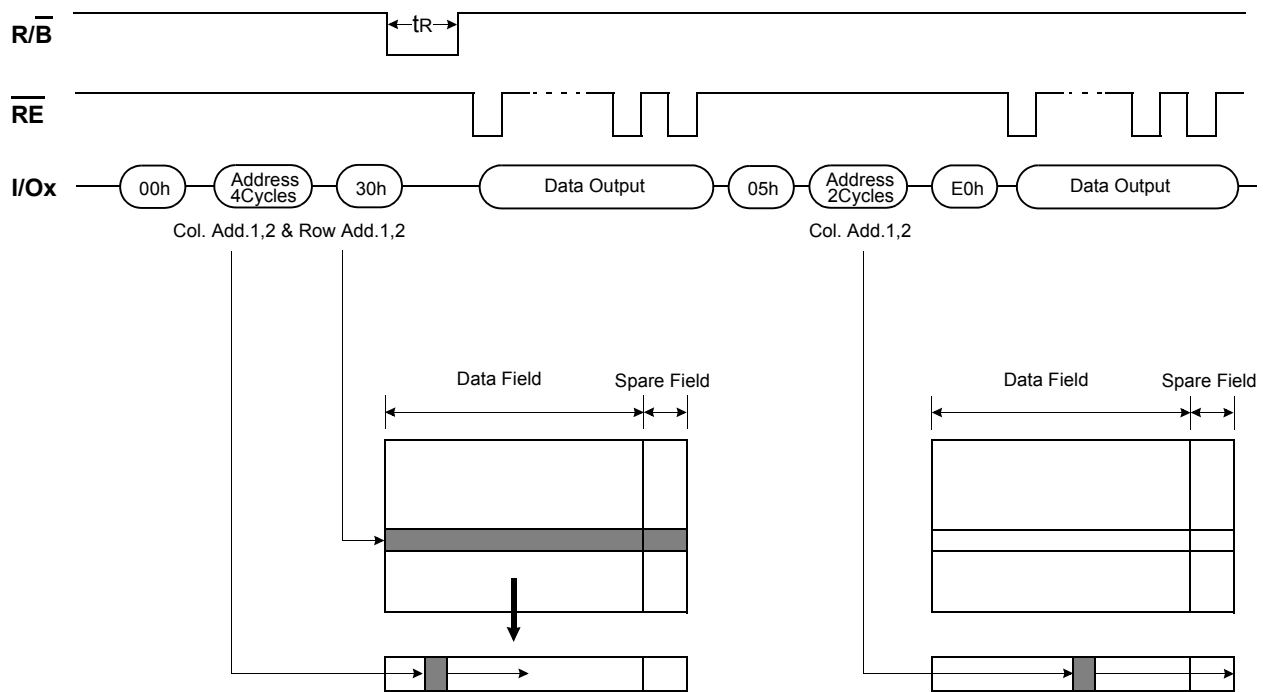 R/B̅
tR
R̅E̅
I/Ox
00h
Address
4Cycles
30h
Data Output
05h
Address
2Cycles
E0h
Data Output
Col. Add.1,2 & Row Add.1,2
Col. Add.1,2
Data Field
Spare Field
Data Field
Spare Field